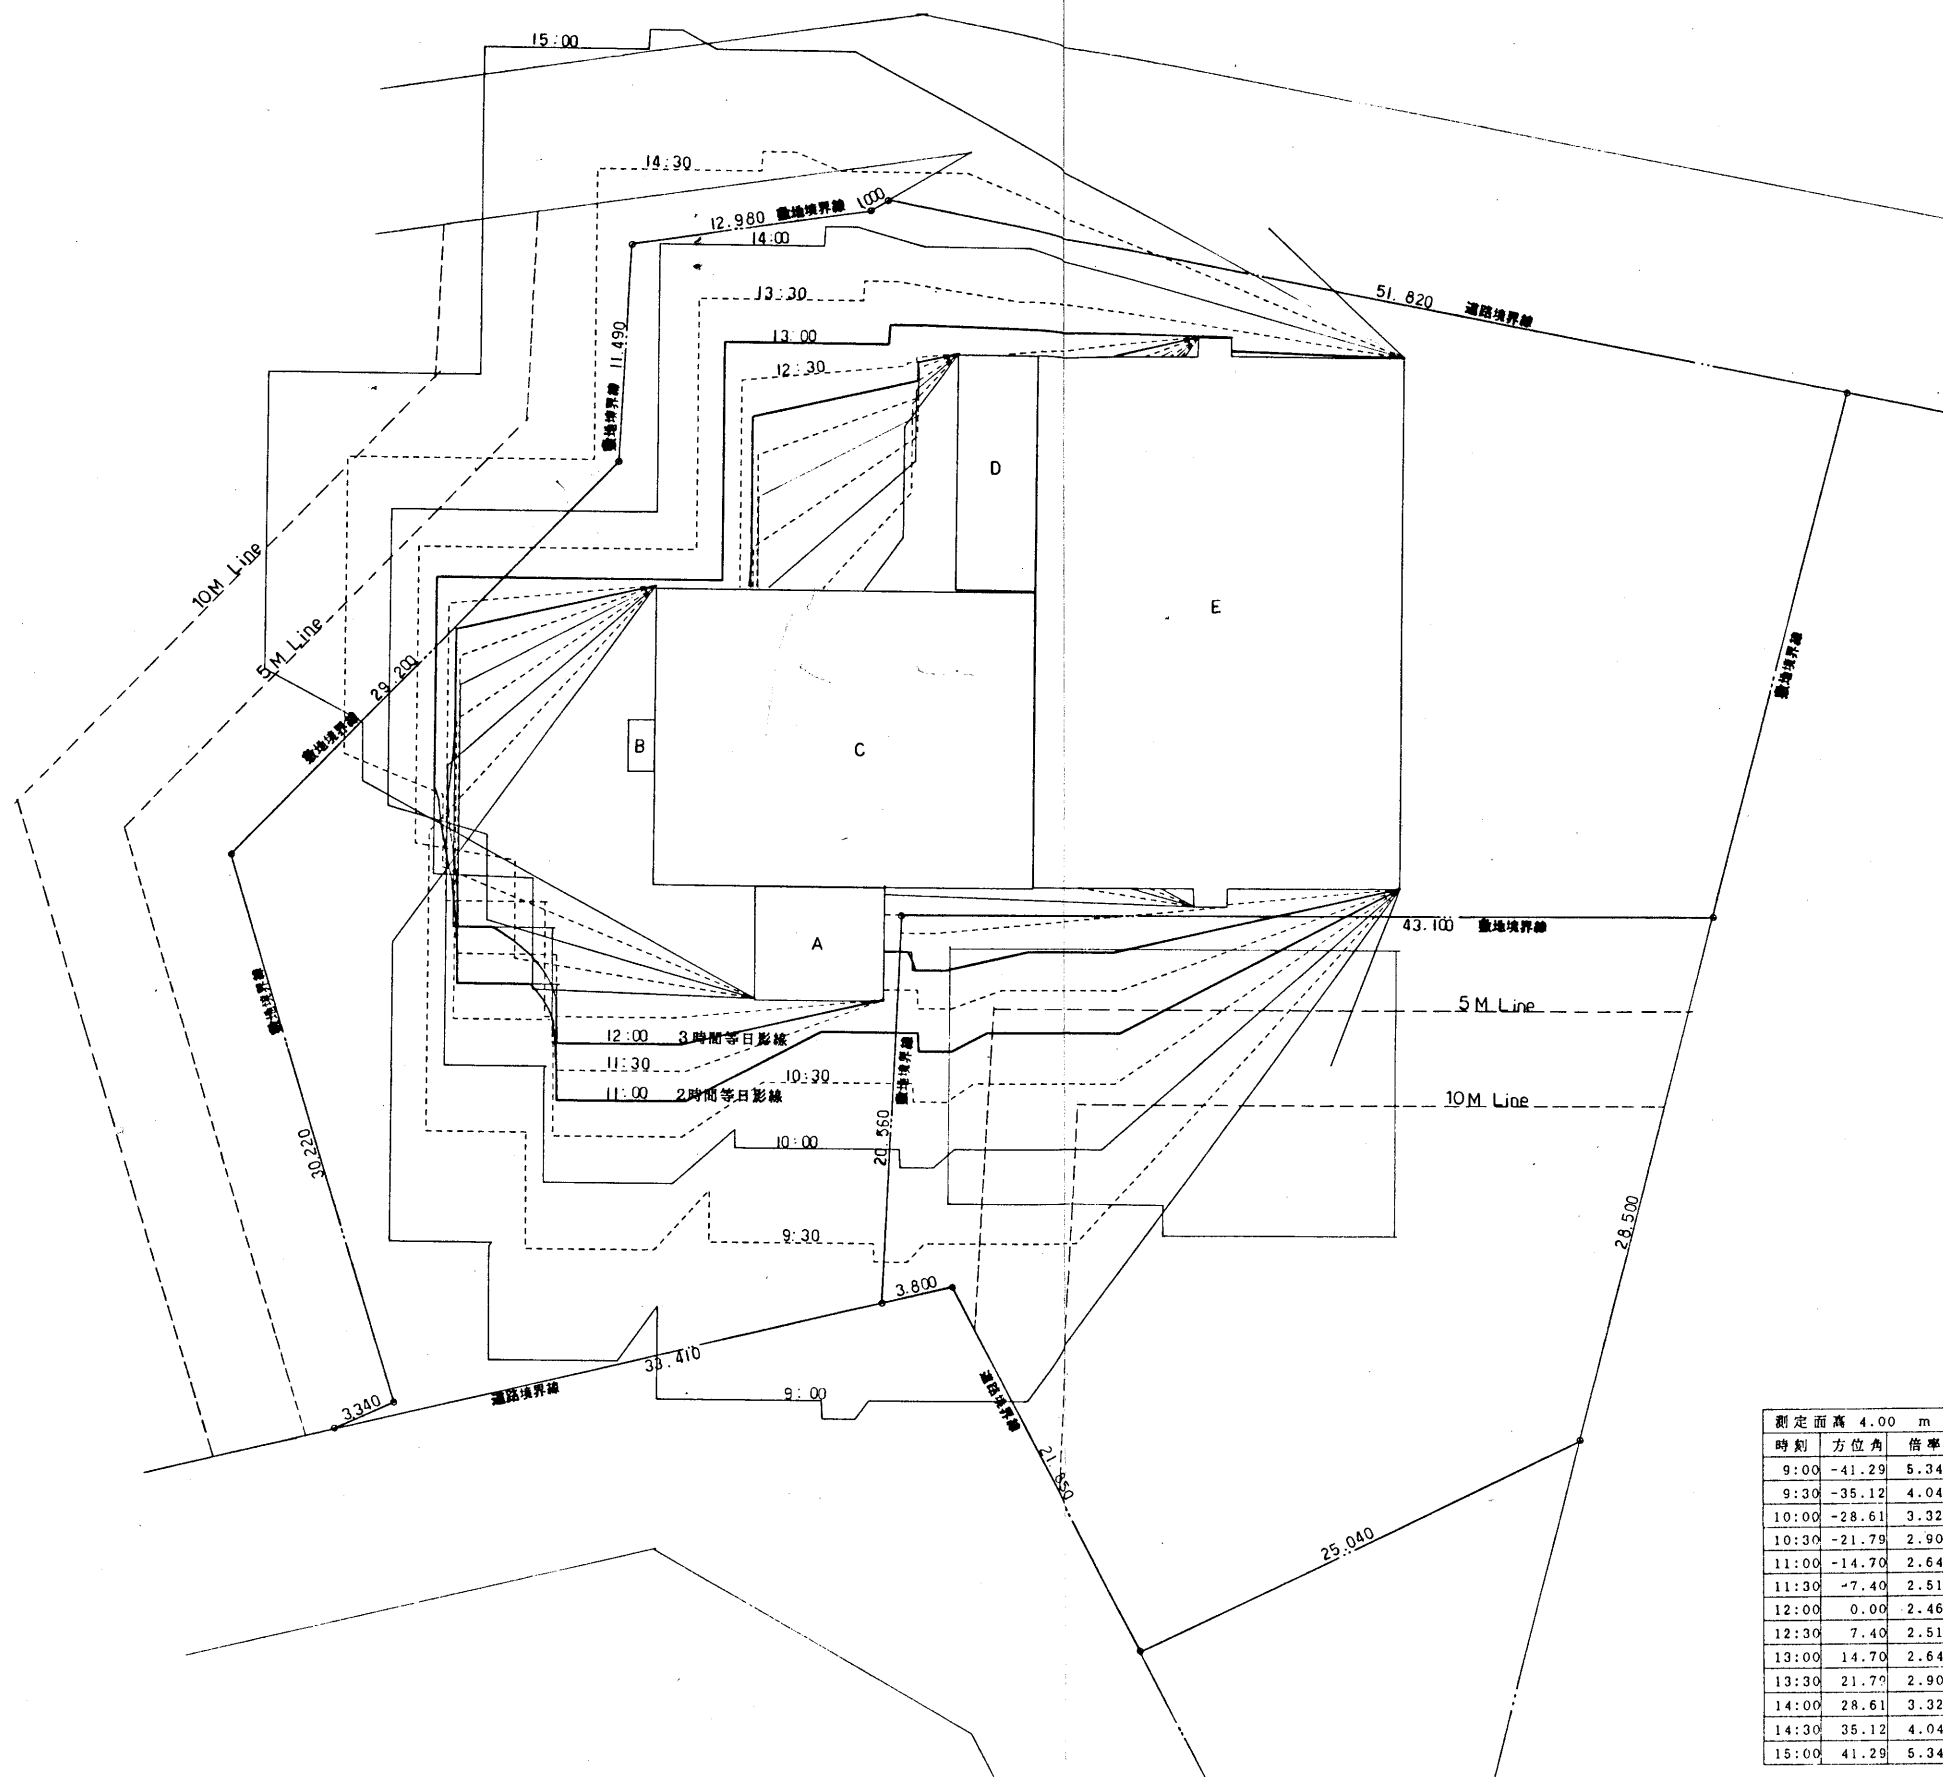 15:00
14:30
12.980 敷地境界線 1.000
14:00
13:30
51.820 道路境界線
13:00
12:30
敷地境界線 11.490
D
E
10M Line
5M Line
29.200
敷地境界線
敷地境界線
B
C
A
43.100 敷地境界線
5M Line
敷地境界線
12:00 3時間等日影線
11:30
10:30
11:00 2時間等日影線
敷地境界線
10M Line
20.560
10:00
30.220
28.500
9:30
3.800
33.410
道路境界線
3.340
9:00
道路境界線
21.850
25.040
測定面高 4.00 m
時刻 方位角 倍率
9:00 -41.29 5.34
9:30 -35.12 4.04
10:00 -28.61 3.32
10:30 -21.79 2.90
11:00 -14.70 2.64
11:30 -7.40 2.51
12:00 0.00 2.46
12:30 7.40 2.51
13:00 14.70 2.64
13:30 21.79 2.90
14:00 28.61 3.32
14:30 35.12 4.04
15:00 41.29 5.34